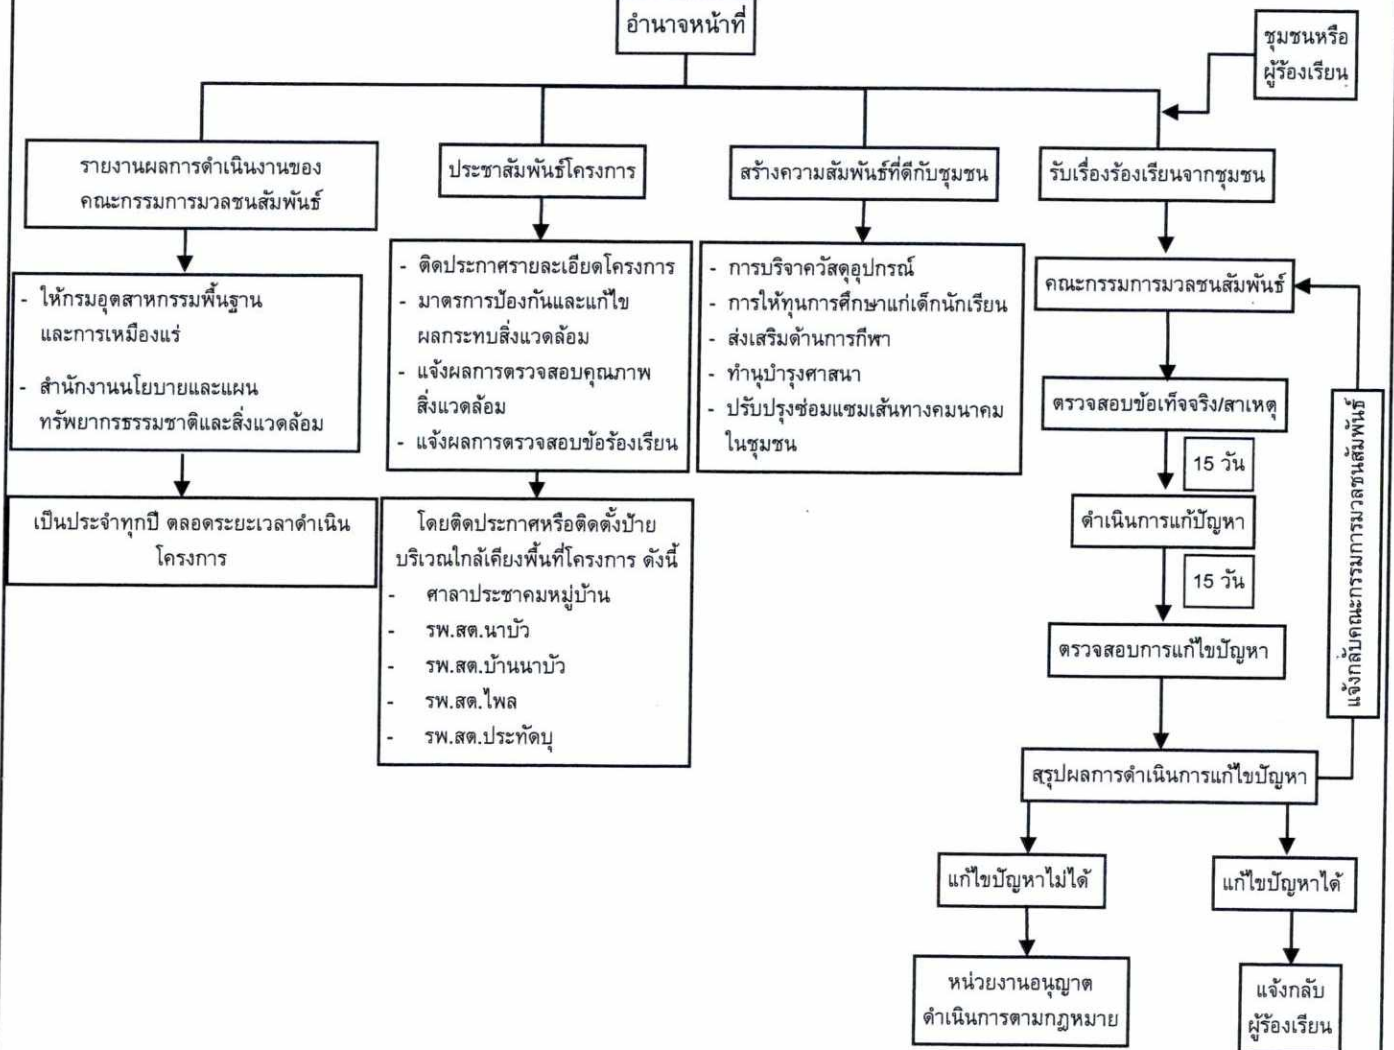 อำนาจหน้าที่
ชุมชนหรือ
ผู้ร้องเรียน
รายงานผลการดำเนินงานของ
คณะกรรมการมวลชนสัมพันธ์
- ให้กรมอุตสาหกรรมพื้นฐาน
และการเหมืองแร่
- สำนักงานนโยบายและแผน
ทรัพยากรธรรมชาติและสิ่งแวดล้อม
เป็นประจำทุกปี ตลอดระยะเวลาดำเนิน
โครงการ
ประชาสัมพันธ์โครงการ
- ติดประกาศรายละเอียดโครงการ
- มาตรการป้องกันและแก้ไข
ผลกระทบสิ่งแวดล้อม
- แจ้งผลการตรวจสอบคุณภาพ
สิ่งแวดล้อม
- แจ้งผลการตรวจสอบข้อร้องเรียน
โดยติดประกาศหรือติดตั้งป้าย
บริเวณใกล้เคียงพื้นที่โครงการ ดังนี้
- ศาลาประชาคมหมู่บ้าน
- รพ.สต.นาบัว
- รพ.สต.บ้านนาบัว
- รพ.สต.ไพล
- รพ.สต.ประทัดบุ
สร้างความสัมพันธ์ที่ดีกับชุมชน
- การบริจาควัสดุอุปกรณ์
- การให้ทุนการศึกษาแก่เด็กนักเรียน
- ส่งเสริมด้านการกีฬา
- ทำนุบำรุงศาสนา
- ปรับปรุงซ่อมแซมเส้นทางคมนาคม
ในชุมชน
รับเรื่องร้องเรียนจากชุมชน
คณะกรรมการมวลชนสัมพันธ์
ตรวจสอบข้อเท็จจริง/สาเหตุ
15 วัน
ดำเนินการแก้ปัญหา
15 วัน
ตรวจสอบการแก้ไขปัญหา
สรุปผลการดำเนินการแก้ไขปัญหา
แจ้งกลับคณะกรรมการมวลชนสัมพันธ์
แก้ไขปัญหาไม่ได้
แก้ไขปัญหาได้
หน่วยงานอนุญาต
ดำเนินการตามกฎหมาย
แจ้งกลับ
ผู้ร้องเรียน